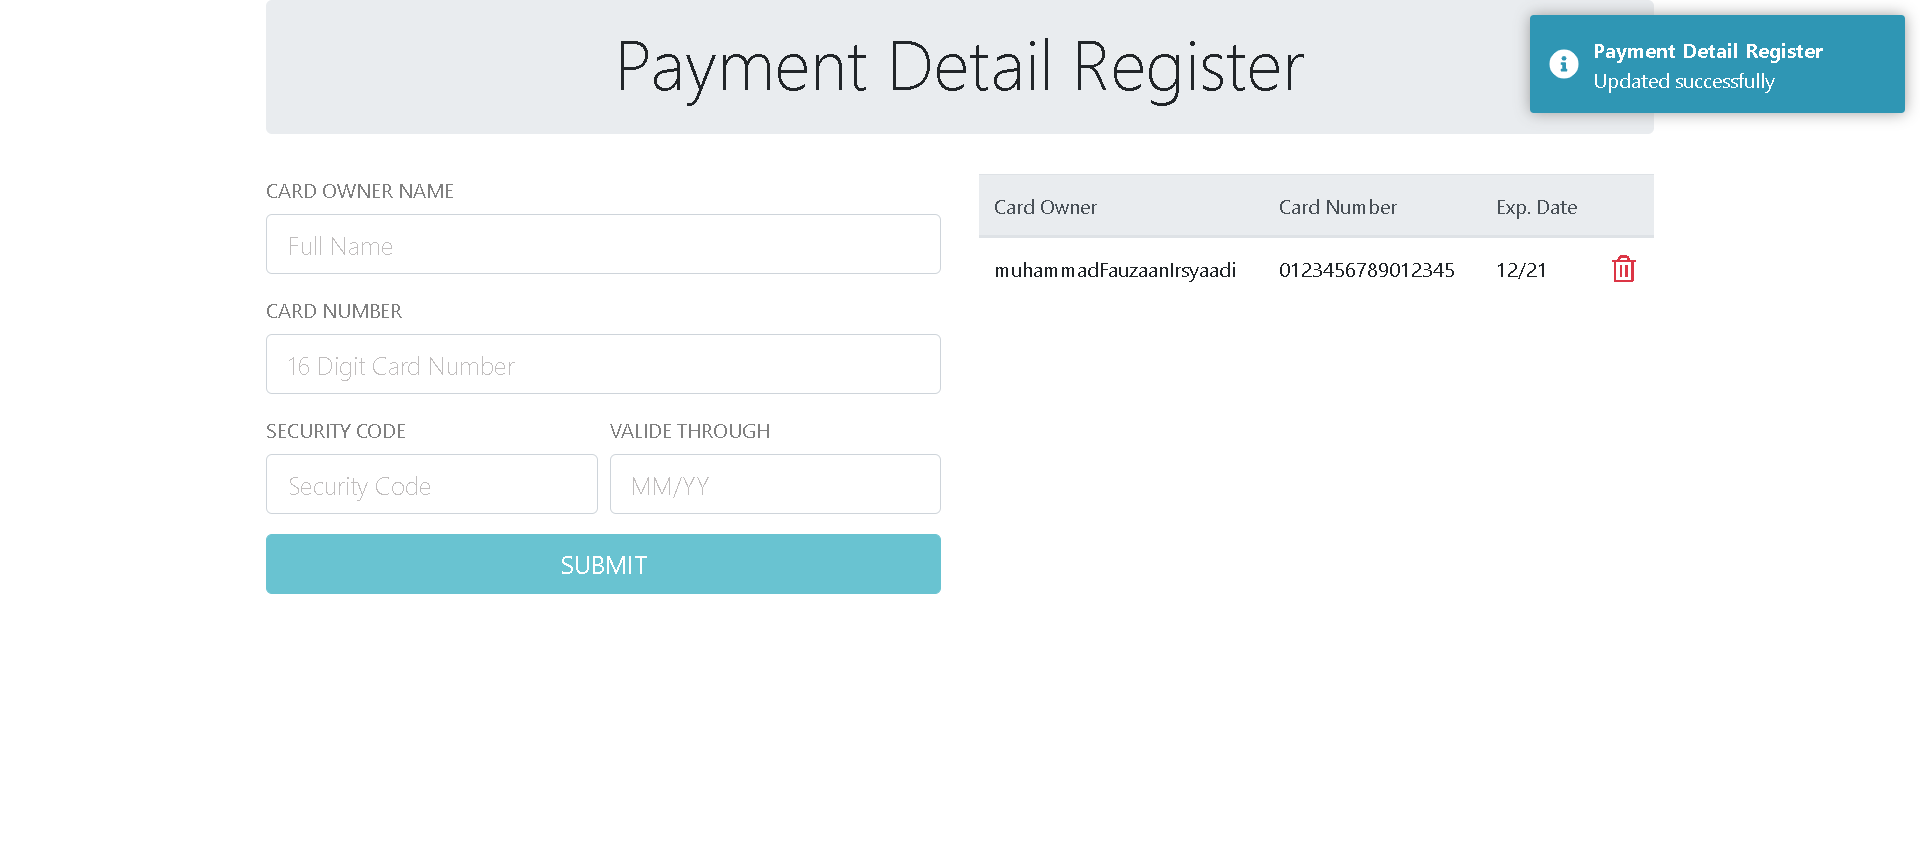 Payment Detail Register
Payment Detail Register
Updated successfully
CARD OWNER NAME
Full Name
CARD NUMBER
16 Digit Card Number
SECURITY CODE VALIDE THROUGH
Security Code MM/YY
SUBMIT
Card Owner Card Number Exp. Date
muhammadFauzaanIrsyaadi 0123456789012345 12/21